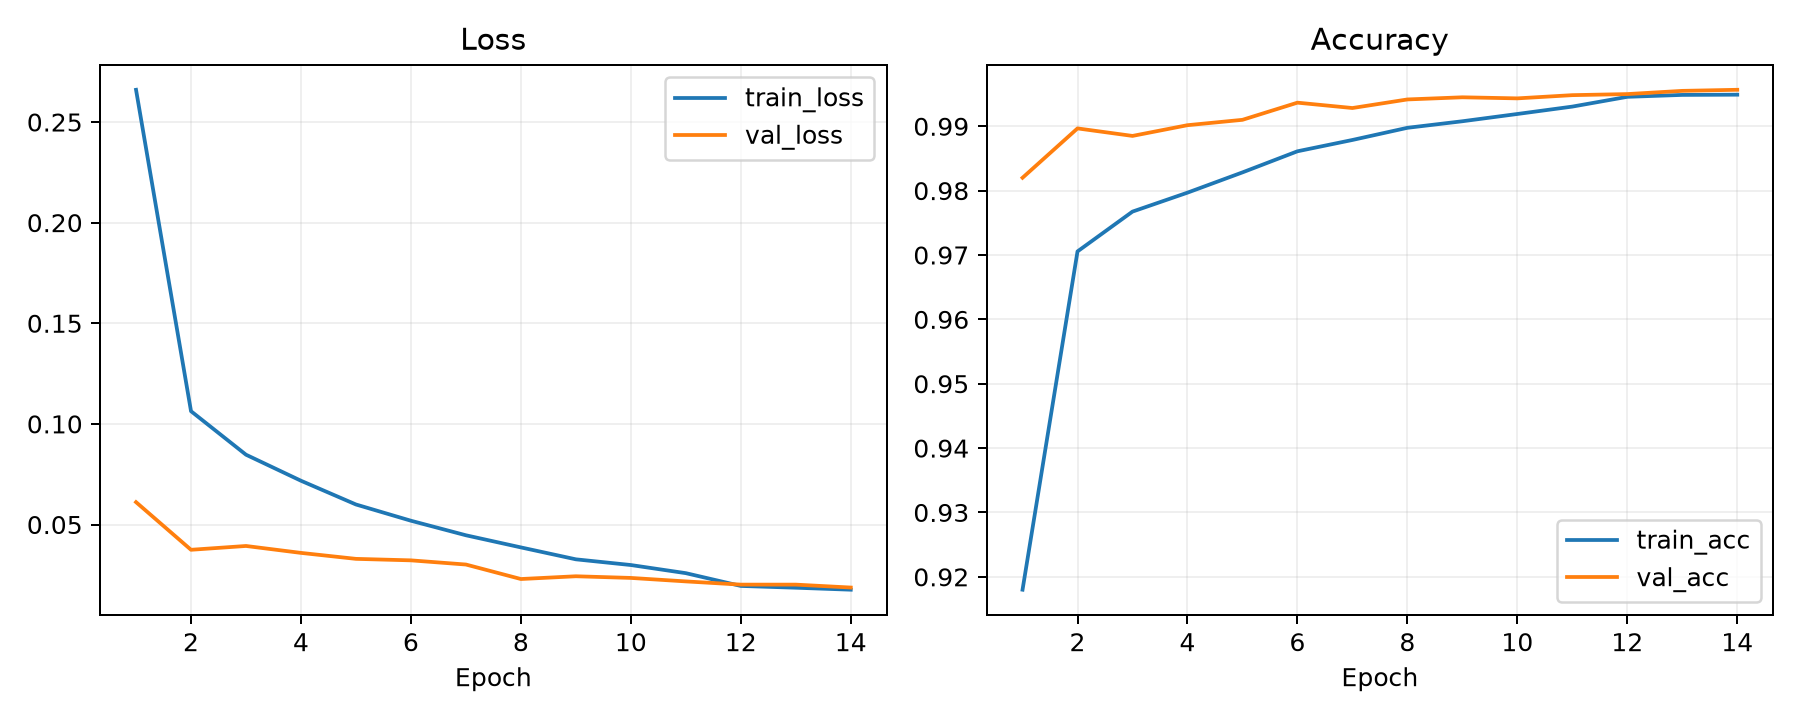 Loss
train_loss
val_loss
0.25
0.20
0.15
0.10
0.05
2 4 6 8 10 12 14
Epoch
Accuracy
0.99
0.98
0.97
0.96
0.95
0.94
0.93
0.92
train_acc
val_acc
2 4 6 8 10 12 14
Epoch